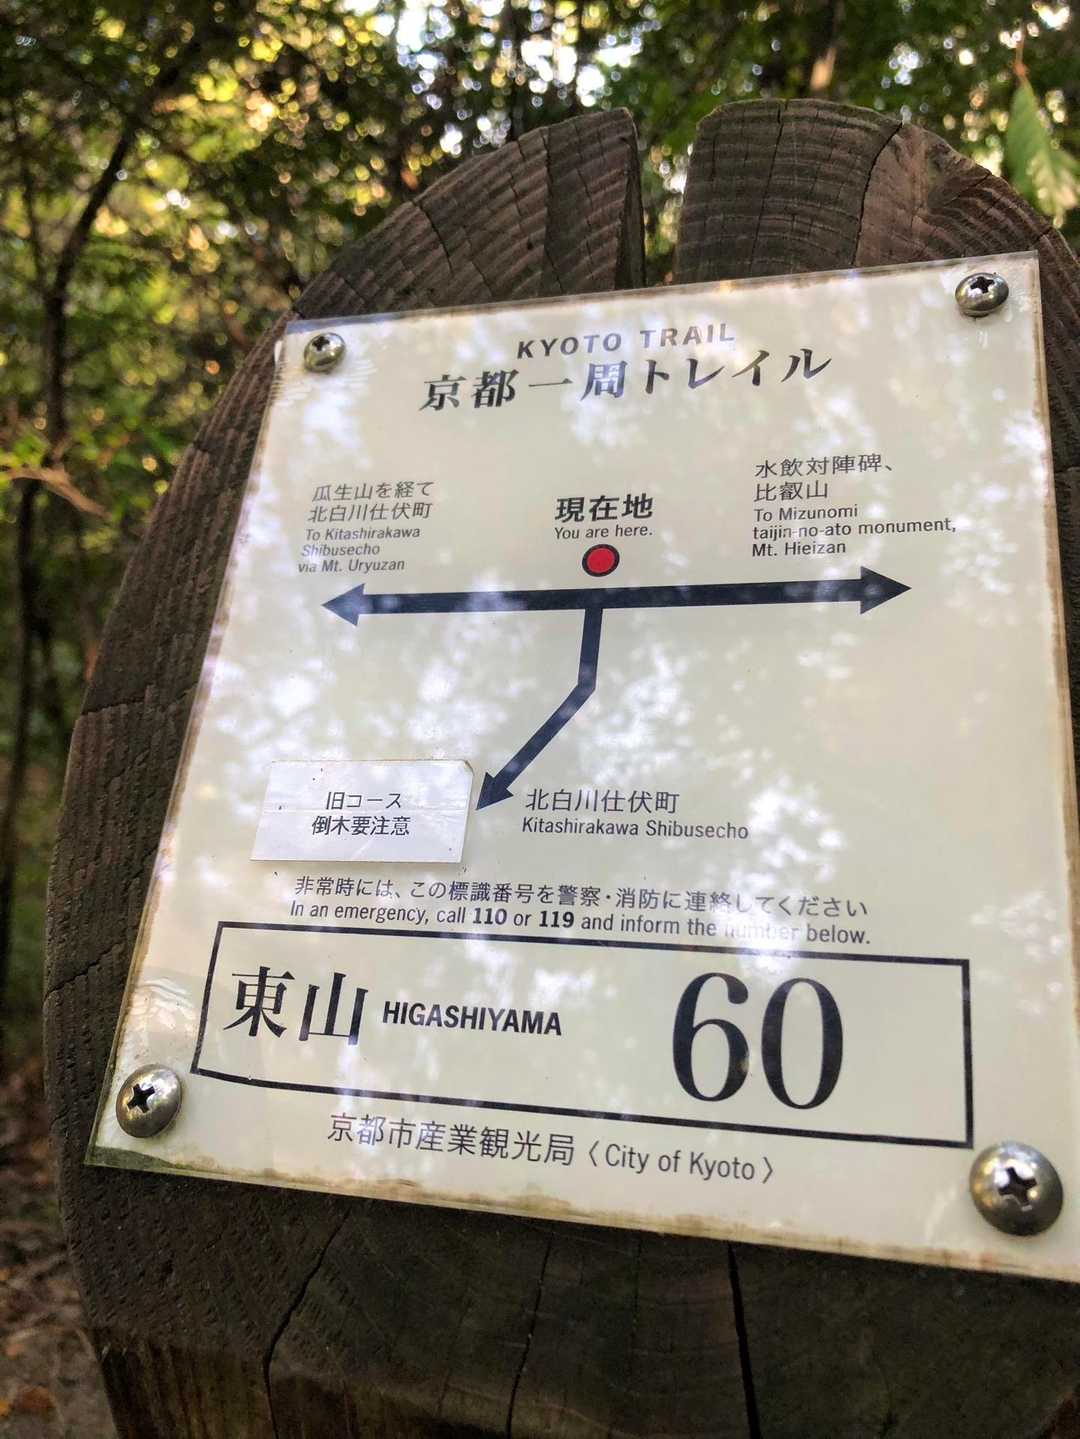 KYOTO TRAIL
京都一周トレイル
瓜生山を経て
北白川仕伏町
To Kitashirakawa
Shibusecho
via Mt. Uryuzan
現在地
You are here.
水飲対陣碑、
比叡山
To Mizunomi
taijin-no-ato monument,
Mt. Hieizan
旧コース
倒木要注意
北白川仕伏町
Kitashirakawa Shibusecho
非常時には、この標識番号を警察・消防に連絡してください
In an emergency, call 110 or 119 and inform the number below.
東山 HIGASHIYAMA 60
京都市産業観光局〈City of Kyoto〉